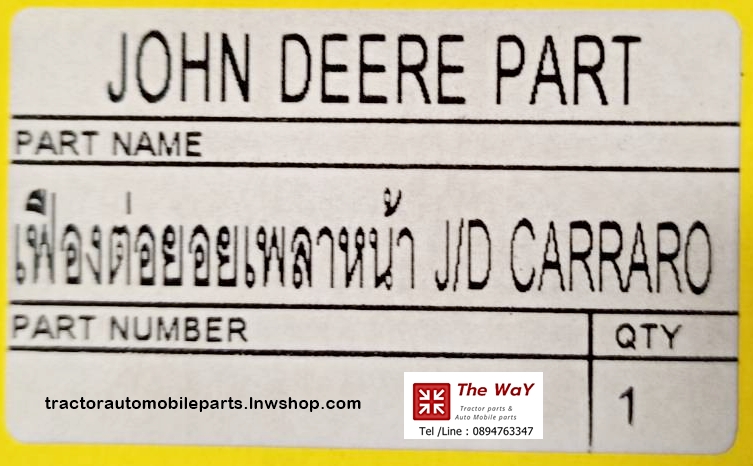 JOHN DEERE PART
PART NAME
เฟืองต่อยอยเพลาหน้า J/D CARRARO
PART NUMBER QTY
tractorautomobileparts.lnwshop.com
The WaY
Tractor parts &
Auto Mobile parts
Tel /Line : 0894763347
1